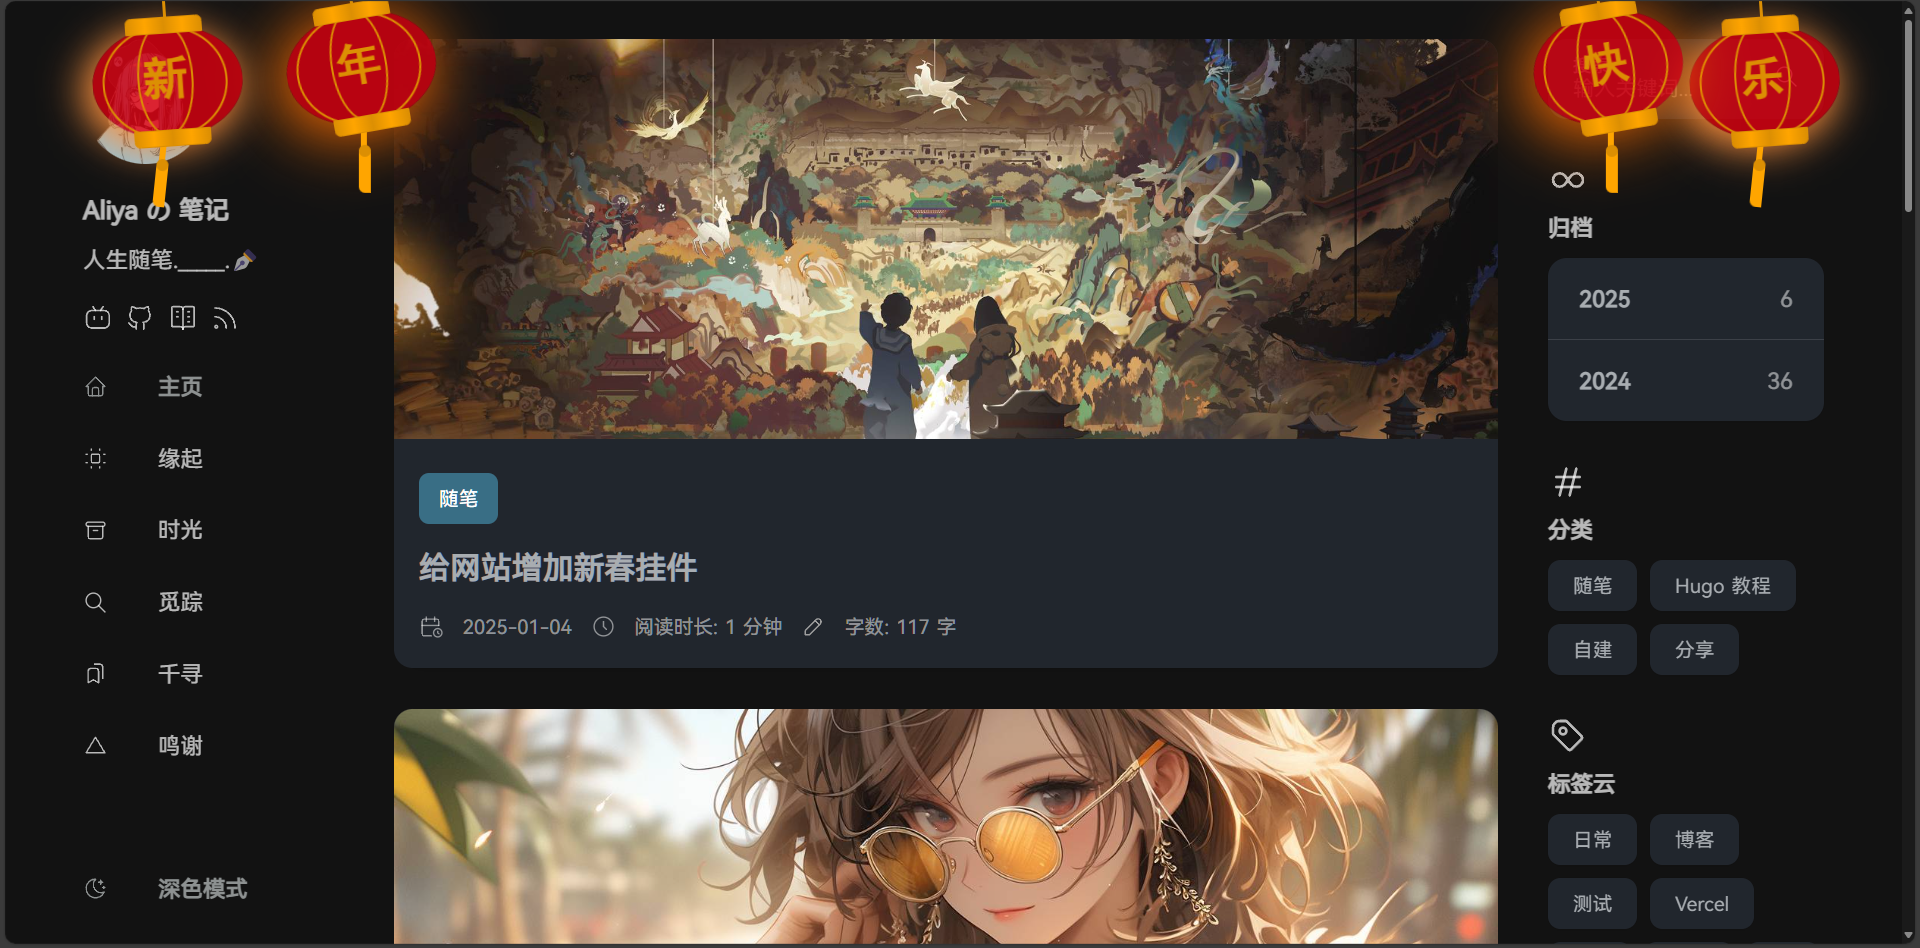 新
年
快
乐
Aliya の 笔记
人生随笔.____.
主页
缘起
时光
觅踪
千寻
鸣谢
深色模式
随笔
给网站增加新春挂件
2025-01-04 阅读时长: 1 分钟 字数: 117 字
归档
2025 6
2024 36
分类
随笔 Hugo 教程
自建 分享
标签云
日常 博客
测试 Vercel